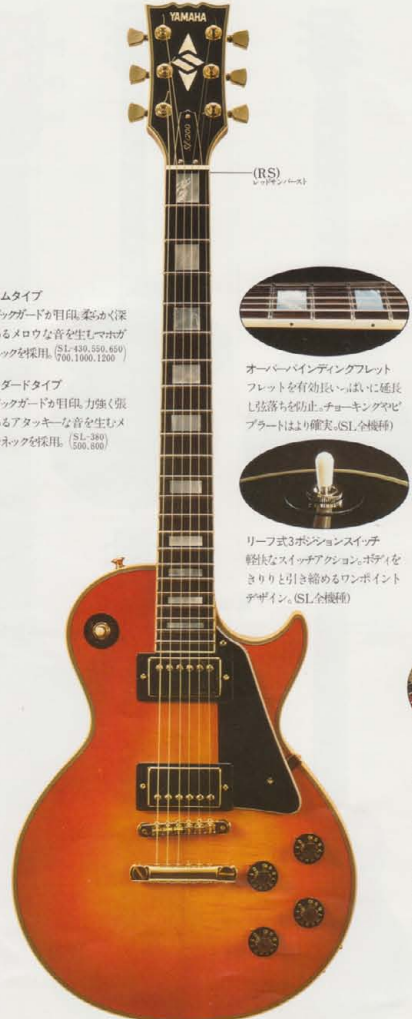 YAMAHA
SL1200
(RS)
レッドサンバースト
ムタイプ
ックガードが目印。柔らかく深
るメロウな音を生むマホガ
ックを採用。(SL-430.550.650/700.1000.1200)
ダードタイプ
ックガードが目印。力強く張
るアタッキーな音を生むメ
ネックを採用。(SL-380/500.800)
オーバーバインディングフレット
フレットを有効長いっぱいに延長
し弦落ちを防止。チョーキングやビ
ブラートはより確実。(SL全機種)
リーフ式3ポジションスイッチ
軽快なスイッチアクション。ボディを
きりりと引き締めるワンポイント
デザイン。(SL全機種)